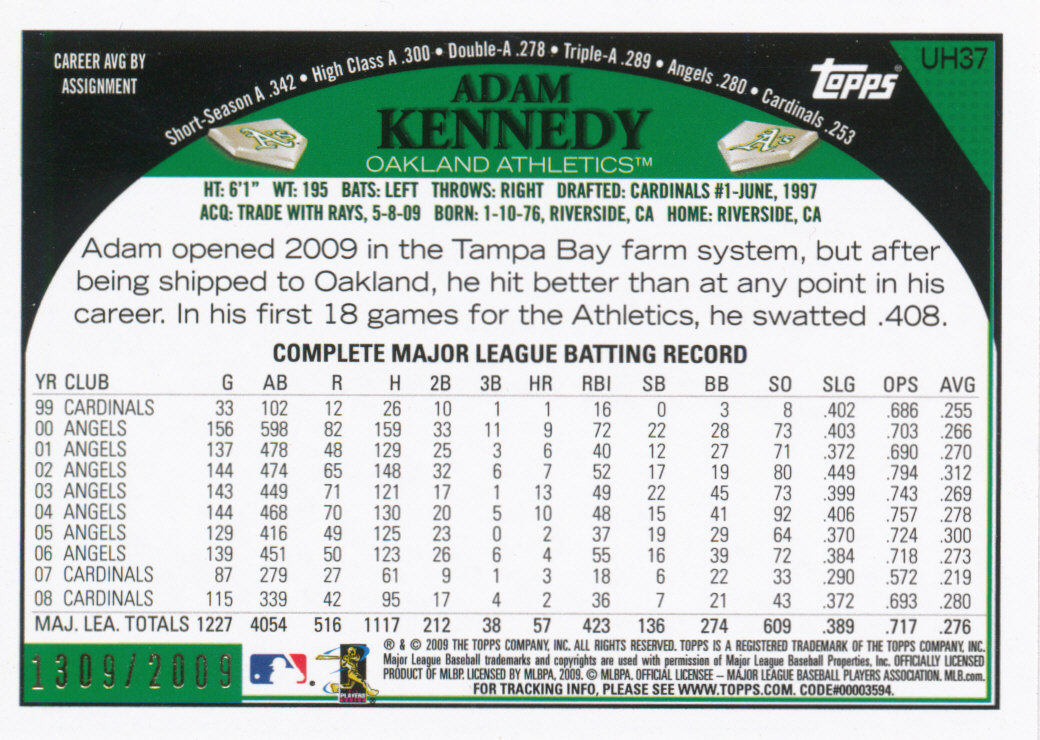 CAREER AVG BY
ASSIGNMENT
Short-Season A .342 • High Class A .300 • Double-A .278 • Triple-A .289 • Angels .280 • Cardinals .253
Topps®
UH37
ADAM
KENNEDY
OAKLAND ATHLETICS™
A's
A's
HT: 6'1" WT: 195 BATS: LEFT THROWS: RIGHT DRAFTED: CARDINALS #1-JUNE, 1997
ACQ: TRADE WITH RAYS, 5-8-09 BORN: 1-10-76, RIVERSIDE, CA HOME: RIVERSIDE, CA
Adam opened 2009 in the Tampa Bay farm system, but after
being shipped to Oakland, he hit better than at any point in his
career. In his first 18 games for the Athletics, he swatted .408.
COMPLETE MAJOR LEAGUE BATTING RECORD
YR CLUB G AB R H 2B 3B HR RBI SB BB SO SLG OPS AVG
99 CARDINALS 33 102 12 26 10 1 1 16 0 3 8 .402 .686 .255
00 ANGELS 156 598 82 159 33 11 9 72 22 28 73 .403 .703 .266
01 ANGELS 137 478 48 129 25 3 6 40 12 27 71 .372 .690 .270
02 ANGELS 144 474 65 148 32 6 7 52 17 19 80 .449 .794 .312
03 ANGELS 143 449 71 121 17 1 13 49 22 45 73 .399 .743 .269
04 ANGELS 144 468 70 130 20 5 10 48 15 41 92 .406 .757 .278
05 ANGELS 129 416 49 125 23 0 2 37 19 29 64 .370 .724 .300
06 ANGELS 139 451 50 123 26 6 4 55 16 39 72 .384 .718 .273
07 CARDINALS 87 279 27 61 9 1 3 18 6 22 33 .290 .572 .219
08 CARDINALS 115 339 42 95 17 4 2 36 7 21 43 .372 .693 .280
MAJ. LEA. TOTALS 1227 4054 516 1117 212 38 57 423 136 274 609 .389 .717 .276
1309/2009
PLAYERS
® & © 2009 THE TOPPS COMPANY, INC. ALL RIGHTS RESERVED. TOPPS IS A REGISTERED TRADEMARK OF THE TOPPS COMPANY, INC.
Major League Baseball trademarks and copyrights are used with permission of Major League Baseball Properties, Inc. OFFICIALLY LICENSED
PRODUCT OF MLBP. LICENSED BY MLBPA, 2009. © MLBPA. OFFICIAL LICENSEE – MAJOR LEAGUE BASEBALL PLAYERS ASSOCIATION. MLB.com.
FOR TRACKING INFO, PLEASE SEE WWW.TOPPS.COM. CODE#00003594.